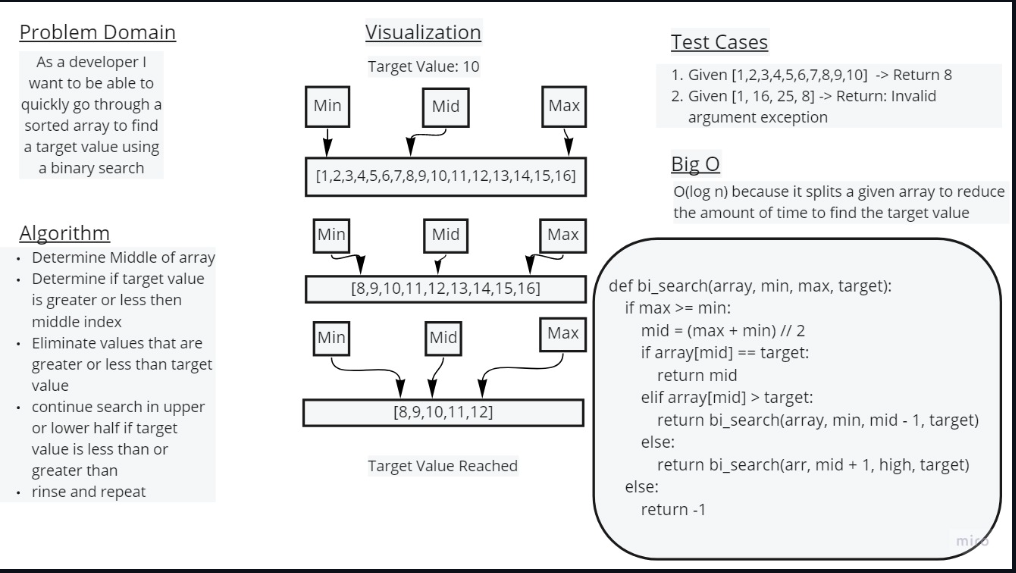 Problem Domain
As a developer I
want to be able to
quickly go through a
sorted array to find
a target value using
a binary search
Algorithm
• Determine Middle of array
• Determine if target value
is greater or less then
middle index
• Eliminate values that are
greater or less than target
value
• continue search in upper
or lower half if target
value is less than or
greater than
• rinse and repeat
Visualization
Target Value: 10
Min
Mid
Max
[1,2,3,4,5,6,7,8,9,10,11,12,13,14,15,16]
Min
Mid
Max
[8,9,10,11,12,13,14,15,16]
Min
Mid
Max
[8,9,10,11,12]
Target Value Reached
Test Cases
1. Given [1,2,3,4,5,6,7,8,9,10] -> Return 8
2. Given [1, 16, 25, 8] -> Return: Invalid
argument exception
Big O
O(log n) because it splits a given array to reduce
the amount of time to find the target value
def bi_search(array, min, max, target):
if max >= min:
mid = (max + min) // 2
if array[mid] == target:
return mid
elif array[mid] > target:
return bi_search(array, min, mid - 1, target)
else:
return bi_search(arr, mid + 1, high, target)
else:
return -1
miro